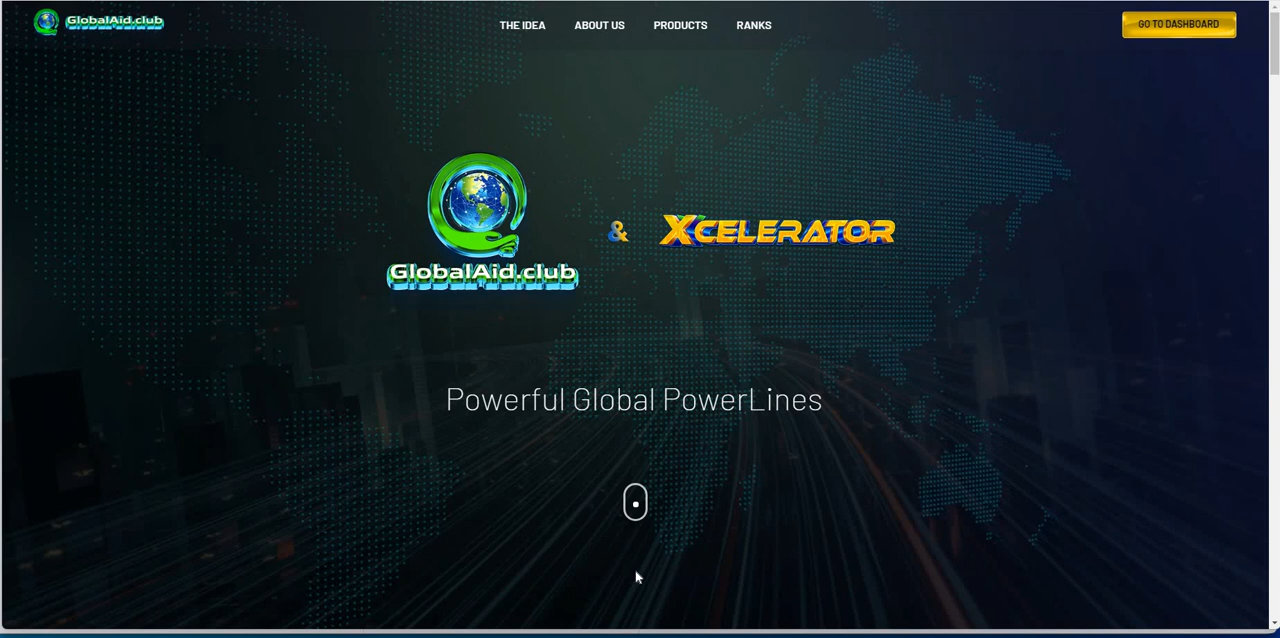 GlobalAid.club
THE IDEA ABOUT US PRODUCTS RANKS
GO TO DASHBOARD
& XCELERATOR
GlobalAid.club
Powerful Global PowerLines